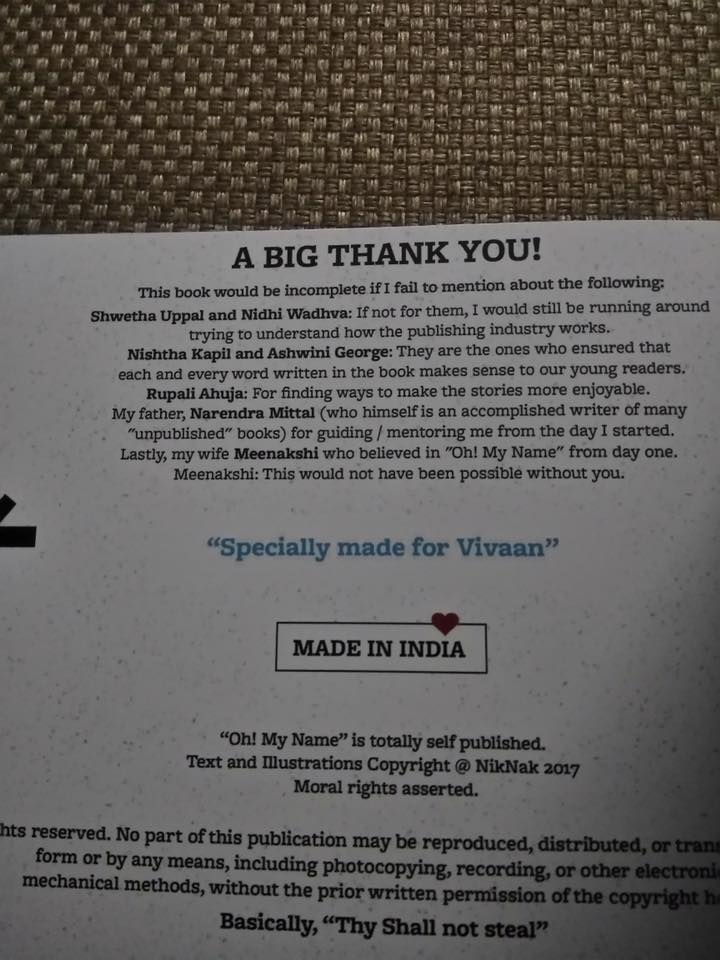 A BIG THANK YOU!
This book would be incomplete if I fail to mention about the following:
Shwetha Uppal and Nidhi Wadhva: If not for them, I would still be running around
trying to understand how the publishing industry works.
Nishtha Kapil and Ashwini George: They are the ones who ensured that
each and every word written in the book makes sense to our young readers.
Rupali Ahuja: For finding ways to make the stories more enjoyable.
My father, Narendra Mittal (who himself is an accomplished writer of many
"unpublished" books) for guiding / mentoring me from the day I started.
Lastly, my wife Meenakshi who believed in "Oh! My Name" from day one.
Meenakshi: This would not have been possible without you.
“Specially made for Vivaan”
MADE IN INDIA
“Oh! My Name” is totally self published.
Text and Illustrations Copyright @ NikNak 2017
Moral rights asserted.
hts reserved. No part of this publication may be reproduced, distributed, or tran
form or by any means, including photocopying, recording, or other electroni
mechanical methods, without the prior written permission of the copyright h
Basically, “Thy Shall not steal”